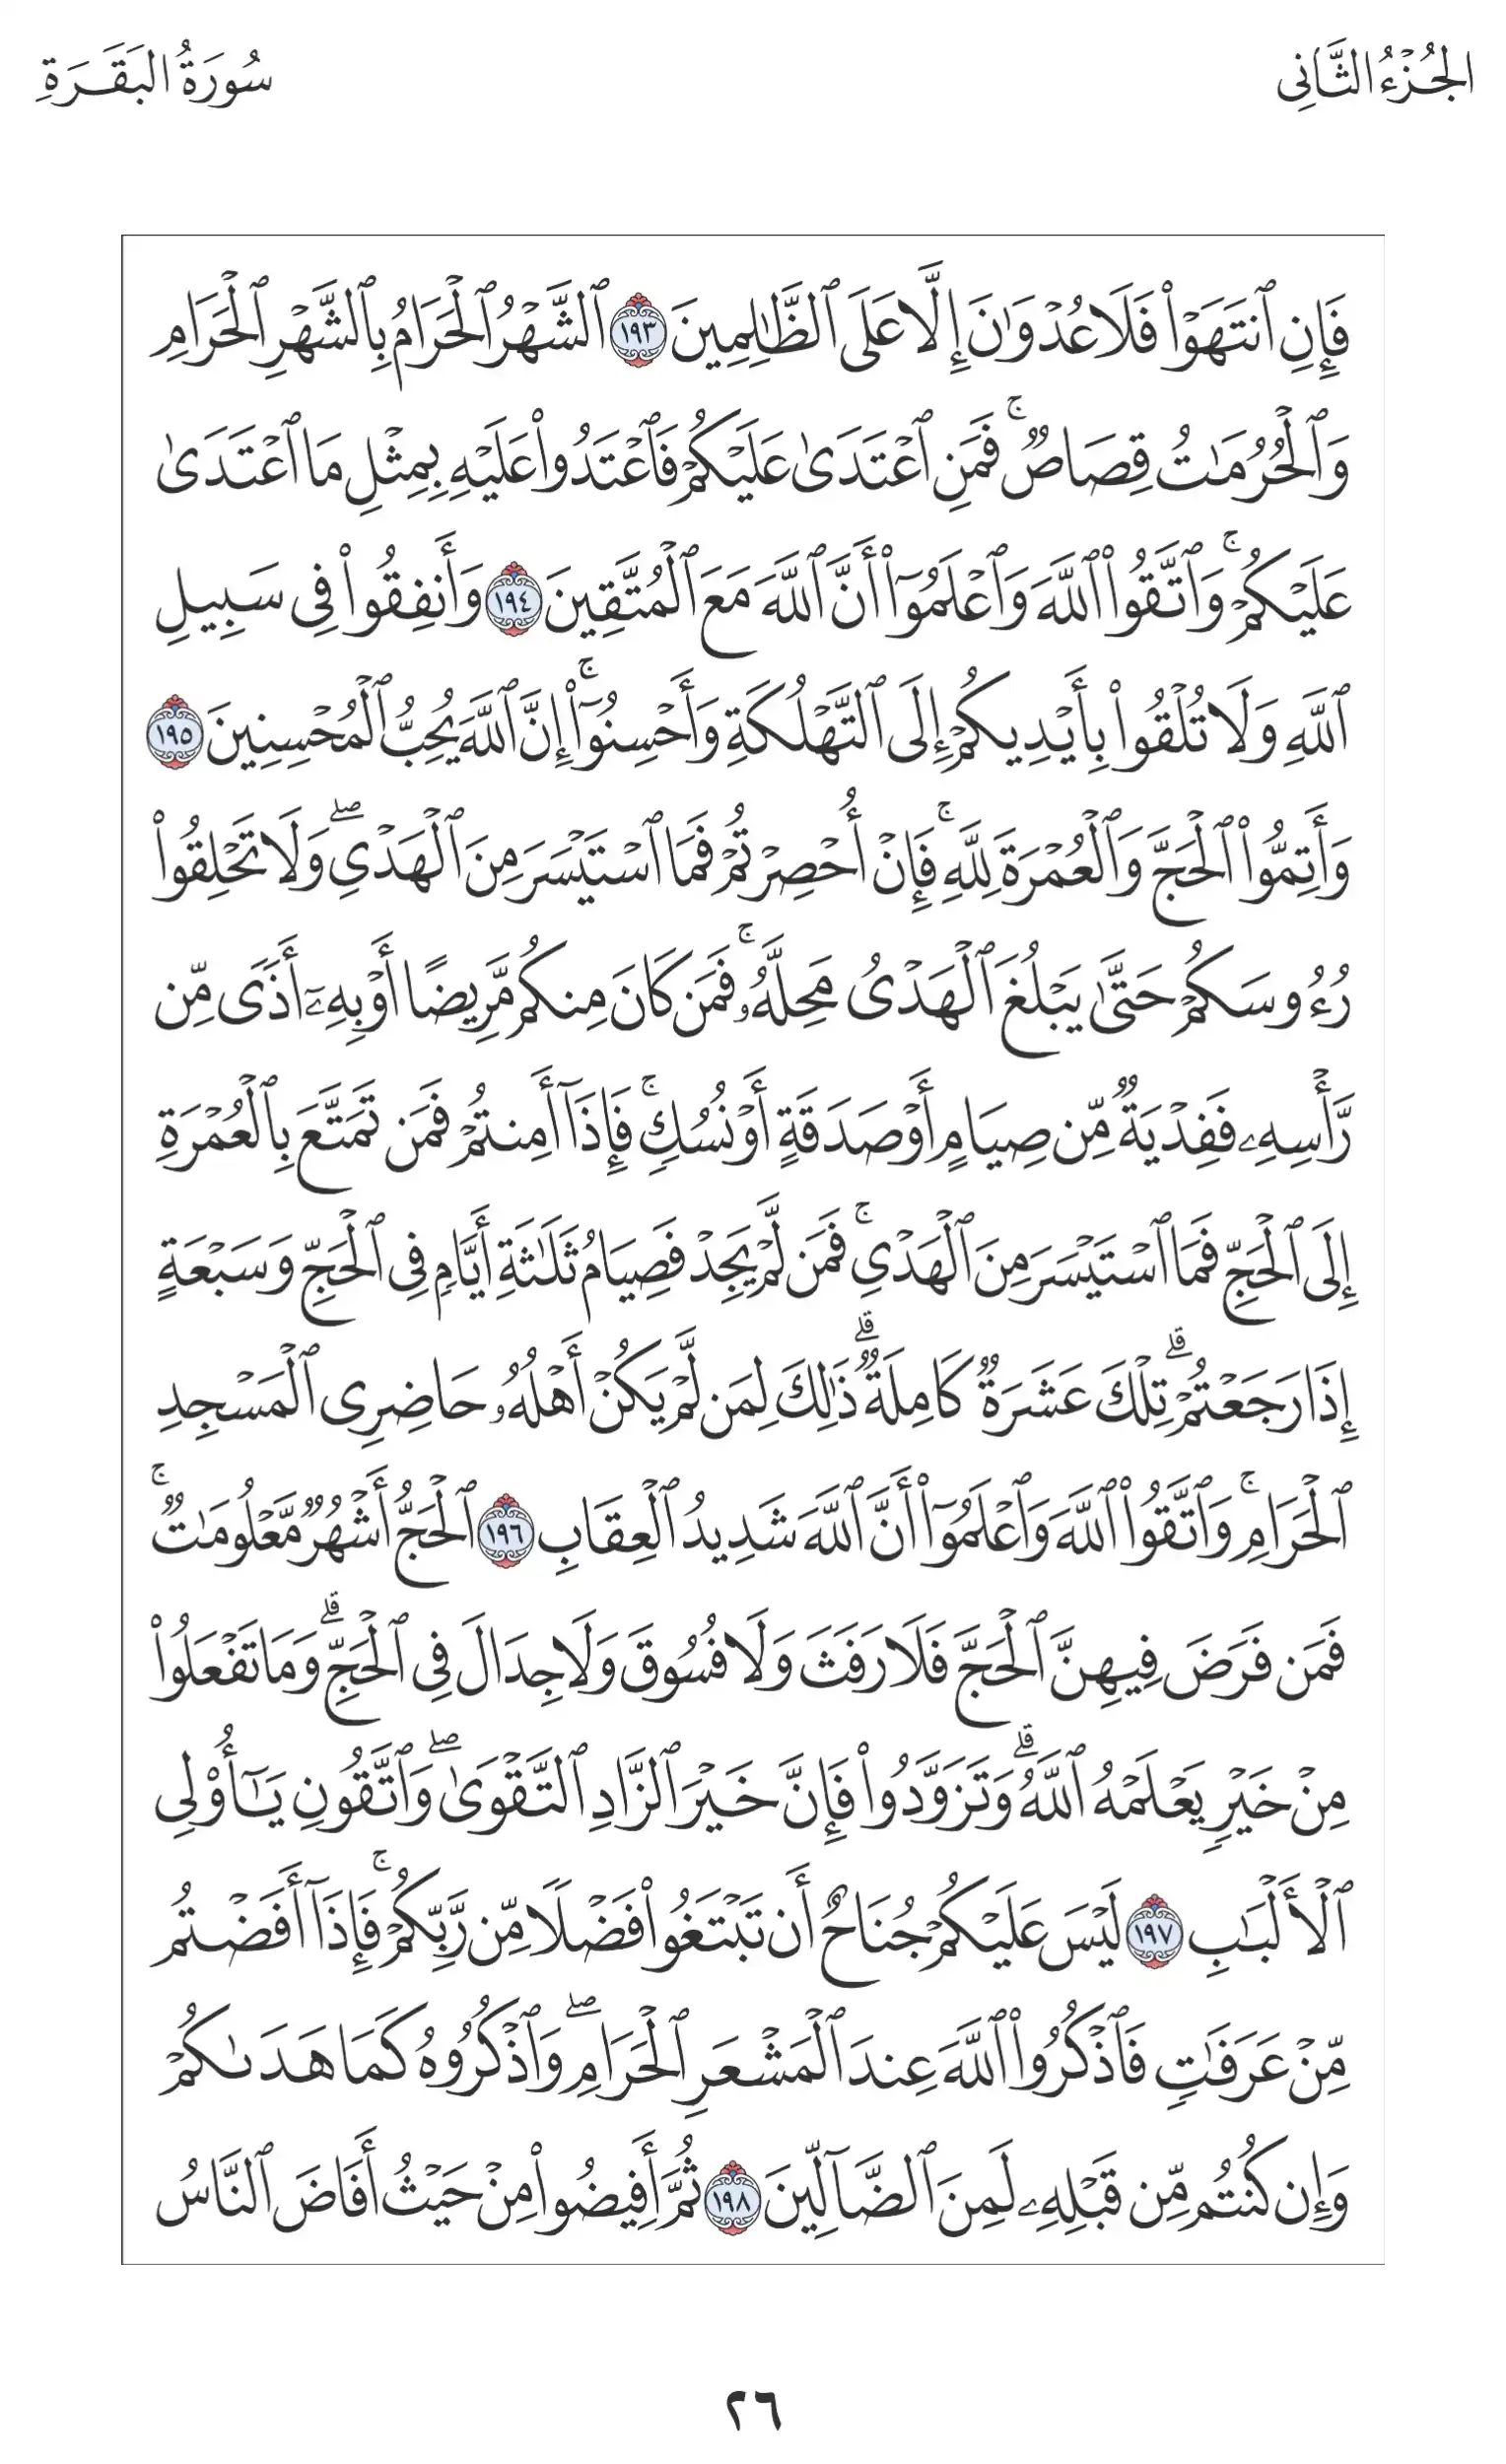 الجُزْءُ الثَّانِي
سُورَةُ البَقَرَةِ
فَإِنِ ٱنتَهَوْاْ فَلَا عُدْوَٰنَ إِلَّا عَلَى ٱلظَّٰلِمِينَ ١٩٣ ٱلشَّهْرُ ٱلْحَرَامُ بِٱلشَّهْرِ ٱلْحَرَامِ
وَٱلْحُرُمَٰتُ قِصَاصٌۚ فَمَنِ ٱعْتَدَىٰ عَلَيْكُمْ فَٱعْتَدُواْ عَلَيْهِ بِمِثْلِ مَا ٱعْتَدَىٰ
عَلَيْكُمْۚ وَٱتَّقُواْ ٱللَّهَ وَٱعْلَمُوٓاْ أَنَّ ٱللَّهَ مَعَ ٱلْمُتَّقِينَ ١٩٤ وَأَنفِقُواْ فِى سَبِيلِ
ٱللَّهِ وَلَا تُلْقُواْ بِأَيْدِيكُمْ إِلَى ٱلتَّهْلُكَةِ وَأَحْسِنُوٓاْۚ إِنَّ ٱللَّهَ يُحِبُّ ٱلْمُحْسِنِينَ ١٩٥
وَأَتِمُّواْ ٱلْحَجَّ وَٱلْعُمْرَةَ لِلَّهِۚ فَإِنْ أُحْصِرْتُمْ فَمَا ٱسْتَيْسَرَ مِنَ ٱلْهَدْىِۖ وَلَا تَحْلِقُواْ
رُءُوسَكُمْ حَتَّىٰ يَبْلُغَ ٱلْهَدْىُ مَحِلَّهُۥۚ فَمَن كَانَ مِنكُم مَّرِيضًا أَوْ بِهِۦٓ أَذًى مِّن
رَّأْسِهِۦ فَفِدْيَةٌ مِّن صِيَامٍ أَوْ صَدَقَةٍ أَوْ نُسُكٍۚ فَإِذَآ أَمِنتُمْ فَمَن تَمَتَّعَ بِٱلْعُمْرَةِ
إِلَى ٱلْحَجِّ فَمَا ٱسْتَيْسَرَ مِنَ ٱلْهَدْىِۚ فَمَن لَّمْ يَجِدْ فَصِيَامُ ثَلَٰثَةِ أَيَّامٍ فِى ٱلْحَجِّ وَسَبْعَةٍ
إِذَا رَجَعْتُمْۗ تِلْكَ عَشَرَةٌ كَامِلَةٌۗ ذَٰلِكَ لِمَن لَّمْ يَكُنْ أَهْلُهُۥ حَاضِرِى ٱلْمَسْجِدِ
ٱلْحَرَامِۚ وَٱتَّقُواْ ٱللَّهَ وَٱعْلَمُوٓاْ أَنَّ ٱللَّهَ شَدِيدُ ٱلْعِقَابِ ١٩٦ ٱلْحَجُّ أَشْهُرٌ مَّعْلُومَٰتٌۚ
فَمَن فَرَضَ فِيهِنَّ ٱلْحَجَّ فَلَا رَفَثَ وَلَا فُسُوقَ وَلَا جِدَالَ فِى ٱلْحَجِّۗ وَمَا تَفْعَلُواْ
مِنْ خَيْرٍ يَعْلَمْهُ ٱللَّهُۗ وَتَزَوَّدُواْ فَإِنَّ خَيْرَ ٱلزَّادِ ٱلتَّقْوَىٰۖ وَٱتَّقُونِ يَٰٓأُوْلِى
ٱلْأَلْبَٰبِ ١٩٧ لَيْسَ عَلَيْكُمْ جُنَاحٌ أَن تَبْتَغُواْ فَضْلًا مِّن رَّبِّكُمْۚ فَإِذَآ أَفَضْتُم
مِّنْ عَرَفَٰتٍ فَٱذْكُرُواْ ٱللَّهَ عِندَ ٱلْمَشْعَرِ ٱلْحَرَامِۖ وَٱذْكُرُوهُ كَمَا هَدَىٰكُمْ
وَإِن كُنتُم مِّن قَبْلِهِۦ لَمِنَ ٱلضَّآلِّينَ ١٩٨ ثُمَّ أَفِيضُواْ مِنْ حَيْثُ أَفَاضَ ٱلنَّاسُ
٢٦